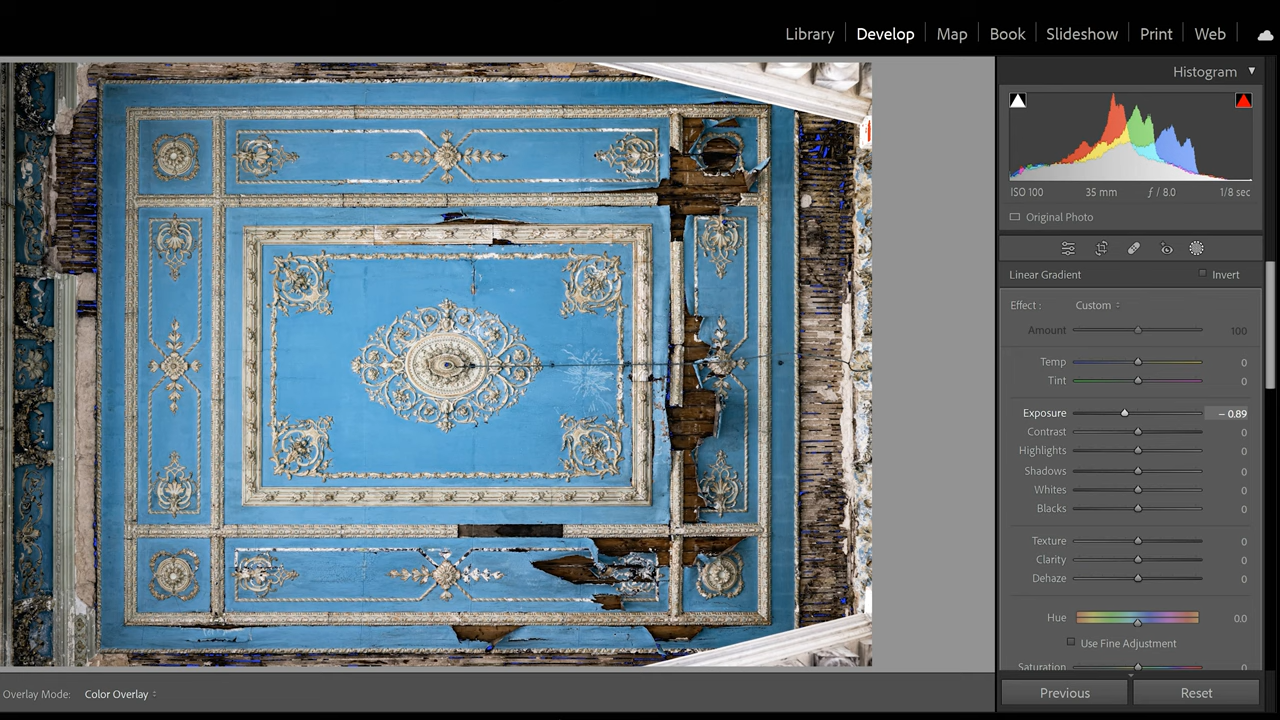 Library Develop Map Book Slideshow Print Web
Histogram
ISO 100 35 mm ƒ / 8.0 1/8 sec
Original Photo
Linear Gradient Invert
Effect : Custom
Amount 100
Temp 0
Tint 0
Exposure – 0.89
Contrast 0
Highlights 0
Shadows 0
Whites 0
Blacks 0
Texture 0
Clarity 0
Dehaze 0
Hue 0.0
Use Fine Adjustment
Saturation 0
Overlay Mode: Color Overlay
Previous Reset